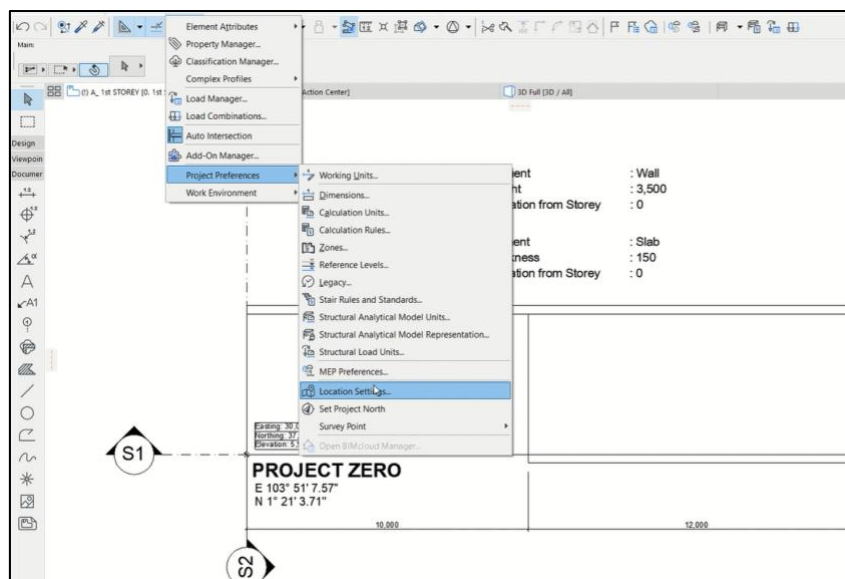 Main:
(!) A_ 1st STOREY [0. 1st
Action Center]
3D Full [3D / All]
Design
Viewpoin
Documer
Element Attributes
Property Manager...
Classification Manager...
Complex Profiles
Load Manager...
Load Combinations...
Auto Intersection
Add-On Manager...
Project Preferences
Work Environment
Working Units...
Dimensions...
Calculation Units...
Calculation Rules...
Zones...
Reference Levels...
Legacy...
Stair Rules and Standards...
Structural Analytical Model Units...
Structural Analytical Model Representation...
Structural Load Units...
MEP Preferences...
Location Settings...
Set Project North
Survey Point
Open BIMcloud Manager...
ent : Wall
ht : 3,500
ation from Storey : 0
ent : Slab
kness : 150
ation from Storey : 0
A1
Easting: 30,0
Northing: 37
Elevation: 5,
S1
PROJECT ZERO
E 103° 51' 7.57"
N 1° 21' 3.71"
10,000
12,000
S2